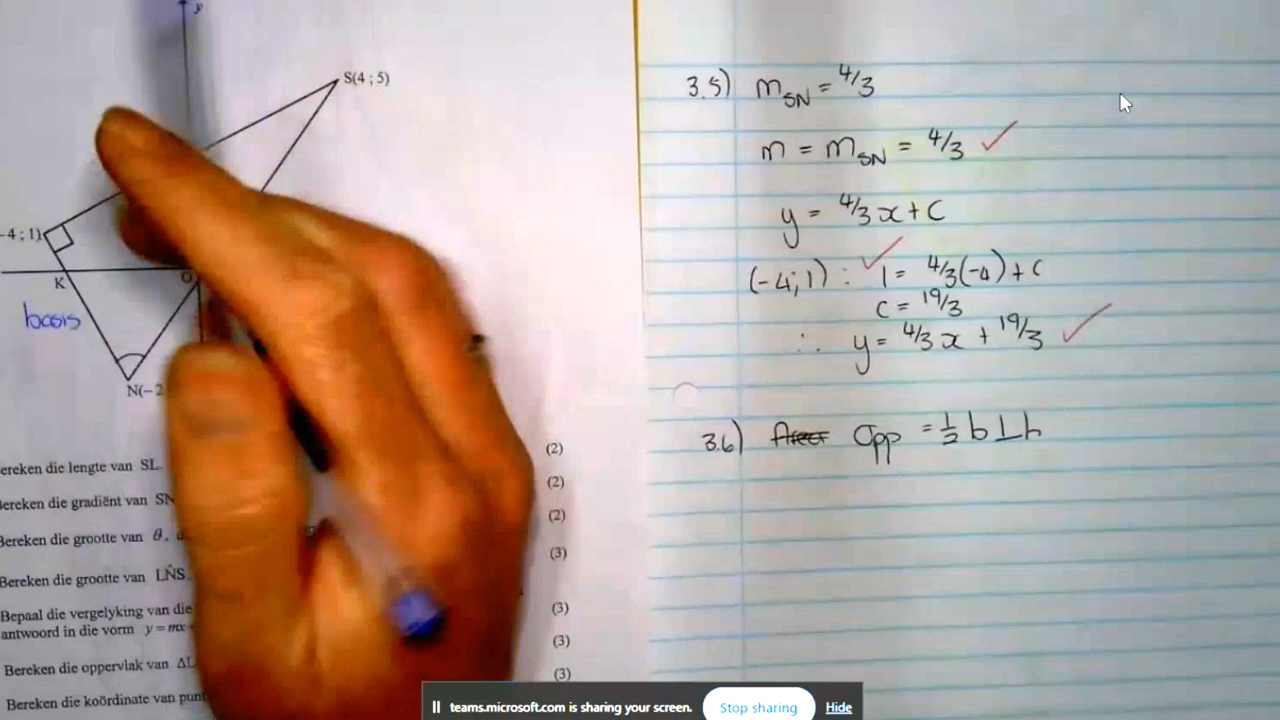 y
S(4 ; 5)
-4 ; 1)
K
O
basis
N(-2
(2)
ereken die lengte van SL.
(2)
Bereken die gradiënt van SN
(2)
Bereken die grootte van θ,
(3)
Bereken die grootte van LN̂S.
Bepaal die vergelyking van die
(3)
antwoord in die vorm y = mx +
(3)
Bereken die oppervlak van ΔL
(3)
Bereken die koördinate van punt
3.5) m_SN = 4/3
m = m_SN = 4/3 ✓
y = 4/3 x + c
(-4;1) : ✓ 1 = 4/3(-4) + c
c = 19/3
∴ y = 4/3 x + 19/3 ✓
3.6) Opp = 1/2 b⊥h
teams.microsoft.com is sharing your screen.
Stop sharing
Hide